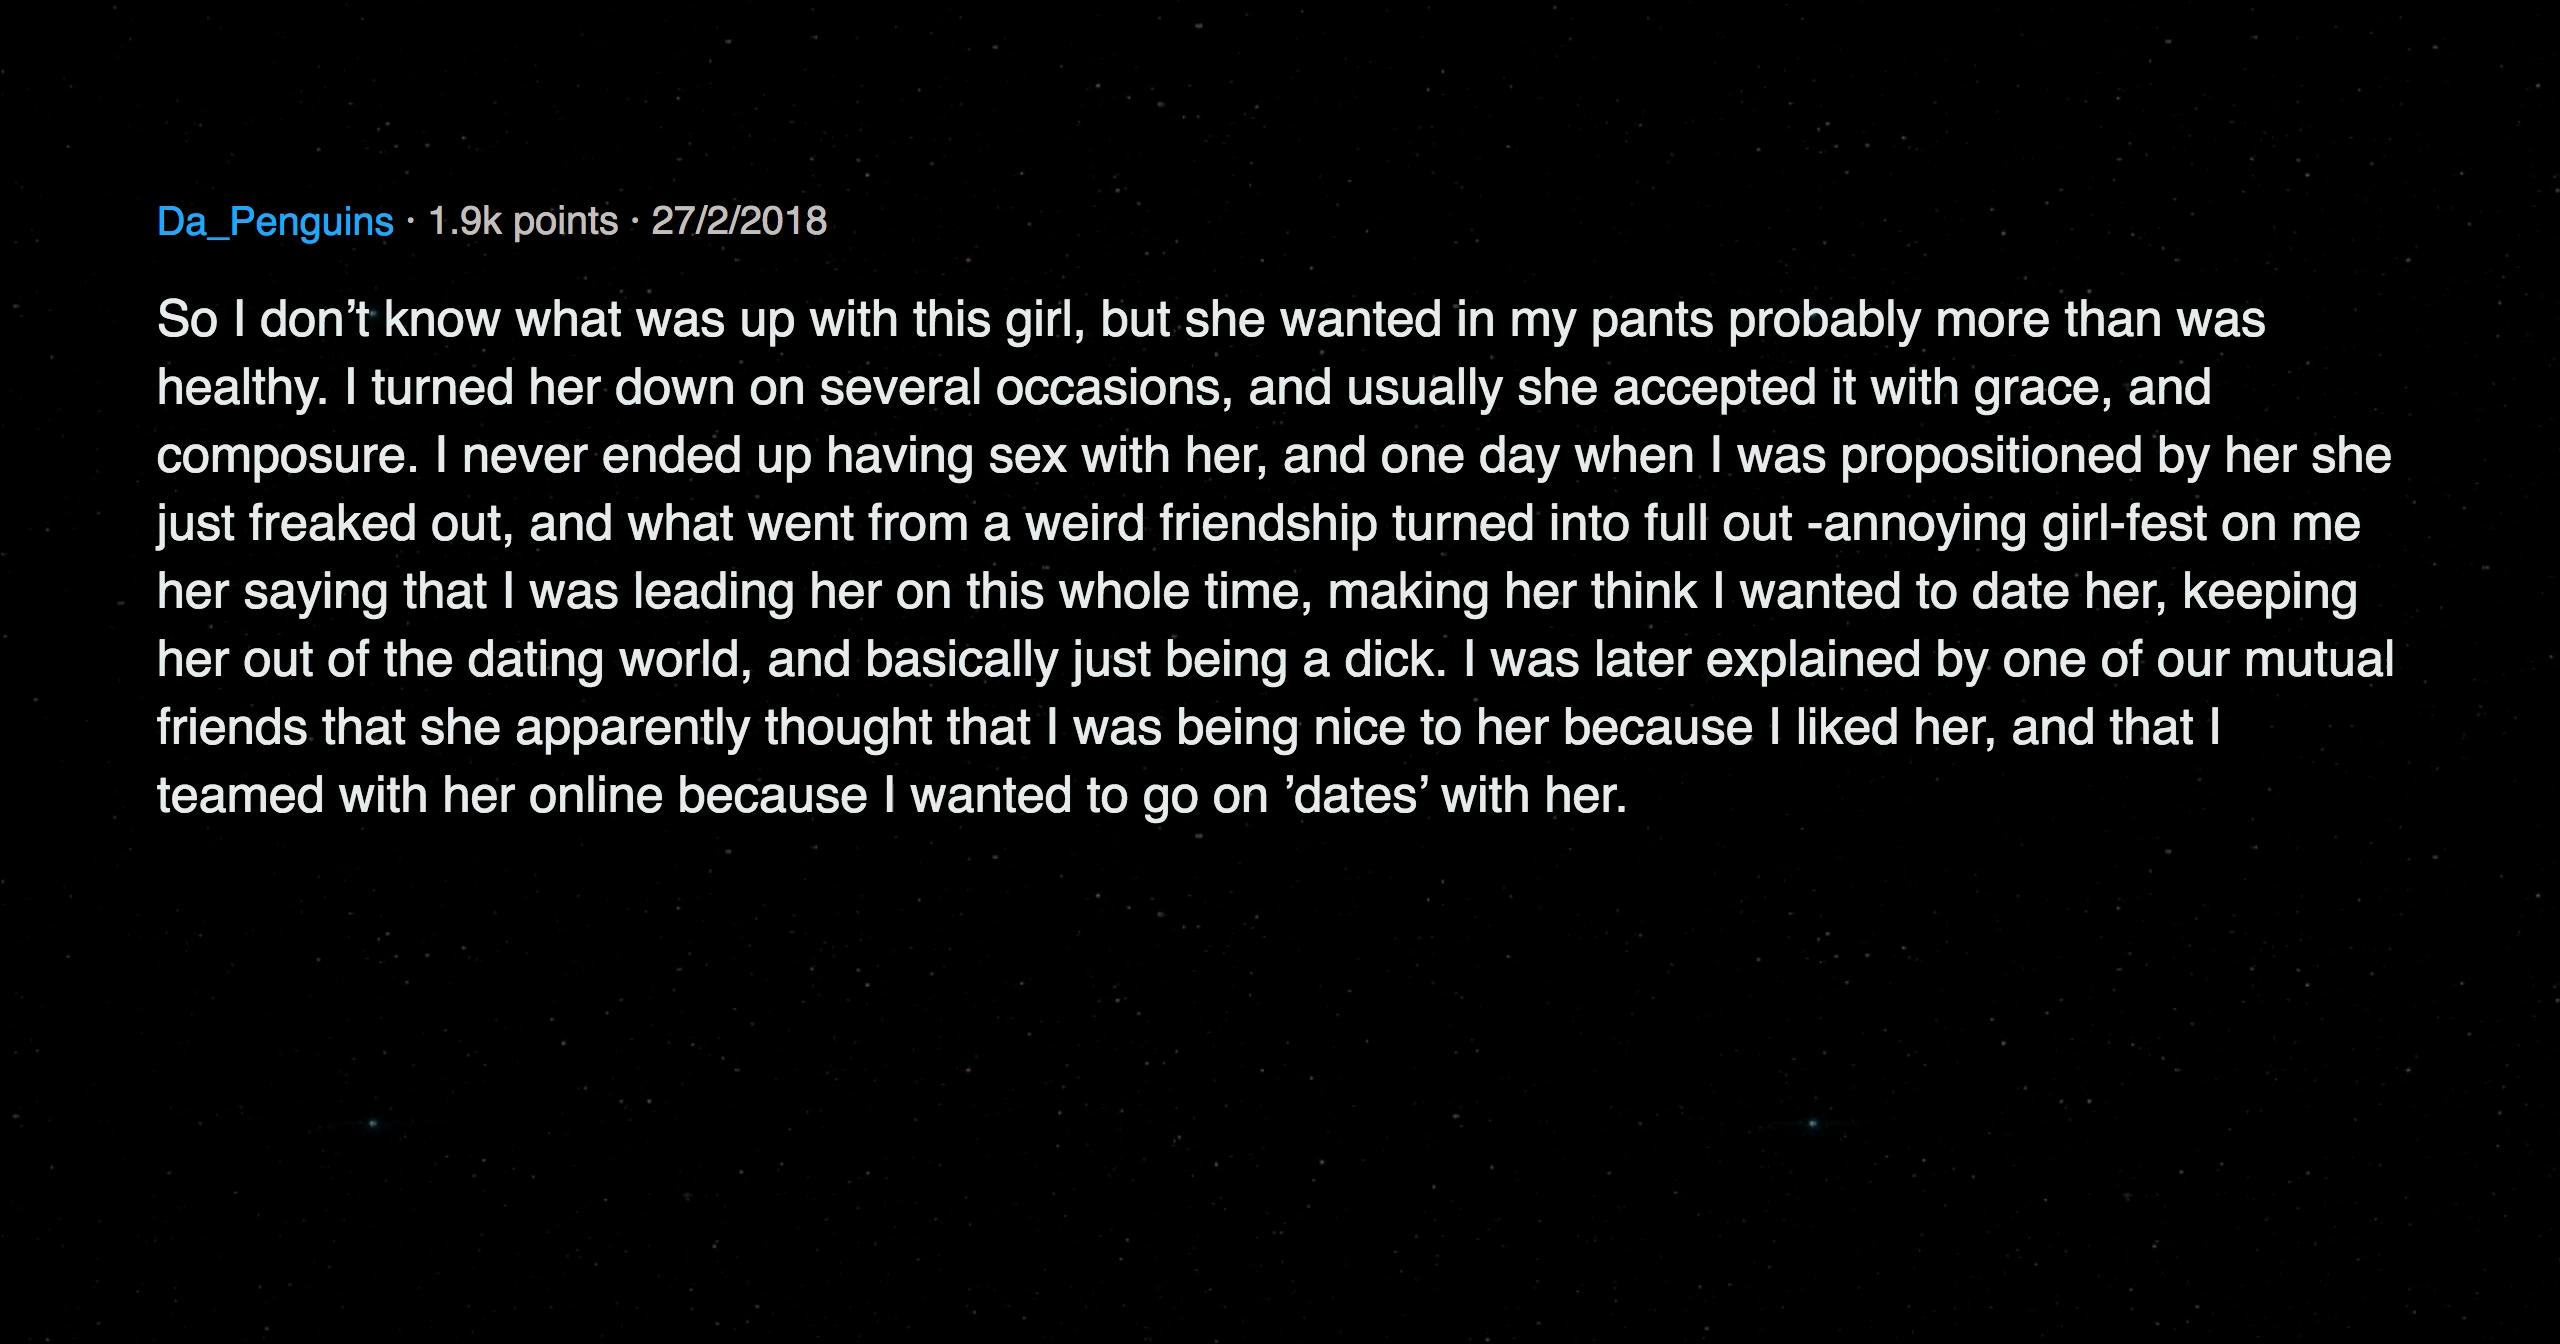 Da_Penguins · 1.9k points · 27/2/2018
So I don’t know what was up with this girl, but she wanted in my pants probably more than was
healthy. I turned her down on several occasions, and usually she accepted it with grace, and
composure. I never ended up having sex with her, and one day when I was propositioned by her she
just freaked out, and what went from a weird friendship turned into full out -annoying girl-fest on me
her saying that I was leading her on this whole time, making her think I wanted to date her, keeping
her out of the dating world, and basically just being a dick. I was later explained by one of our mutual
friends that she apparently thought that I was being nice to her because I liked her, and that I
teamed with her online because I wanted to go on ’dates’ with her.